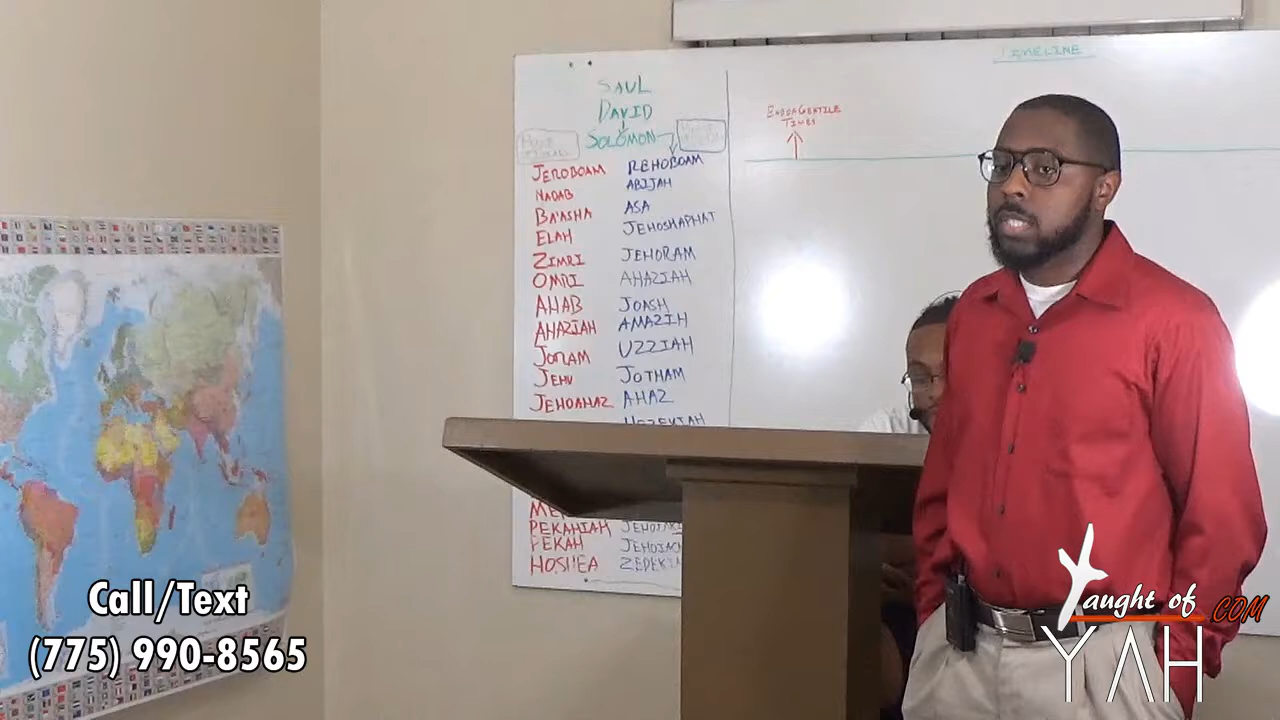 SAUL
DAVID
SOLOMON
JEROBOAM
NADAB
BA'ASHA
ELAH
ZIMRI
OMRI
AHAB
AHAZIAH
JORAM
JEHU
JEHOAHAZ
PEKAHIAH
PEKAH
HOSHEA
REHOBOAM
ABIJAH
ASA
JEHOSHAPHAT
JEHORAM
AHAZIAH
JOASH
AMAZIH
UZZIAH
JOTHAM
AHAZ
TIMELINE
END OF GENTILE
TIMES
Call/Text
(775) 990-8565
Taught of .COM
YAH